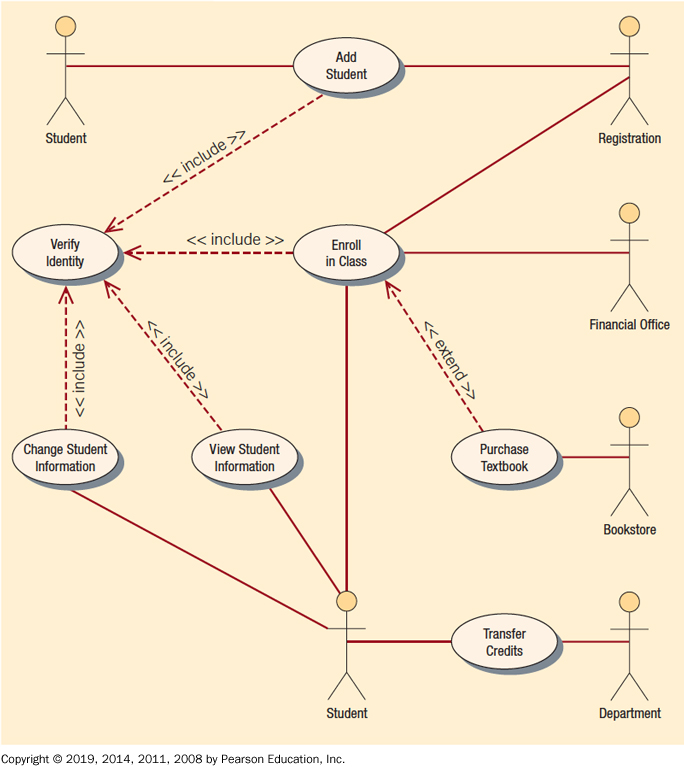 Add
Student
Student
Registration
<< include >>
Verify
Identity
<< include >>
Enroll
in Class
Financial Office
<< include >>
<< include >>
<< extend >>
Change Student
Information
View Student
Information
Purchase
Textbook
Bookstore
Transfer
Credits
Student
Department
Copyright © 2019, 2014, 2011, 2008 by Pearson Education, Inc.